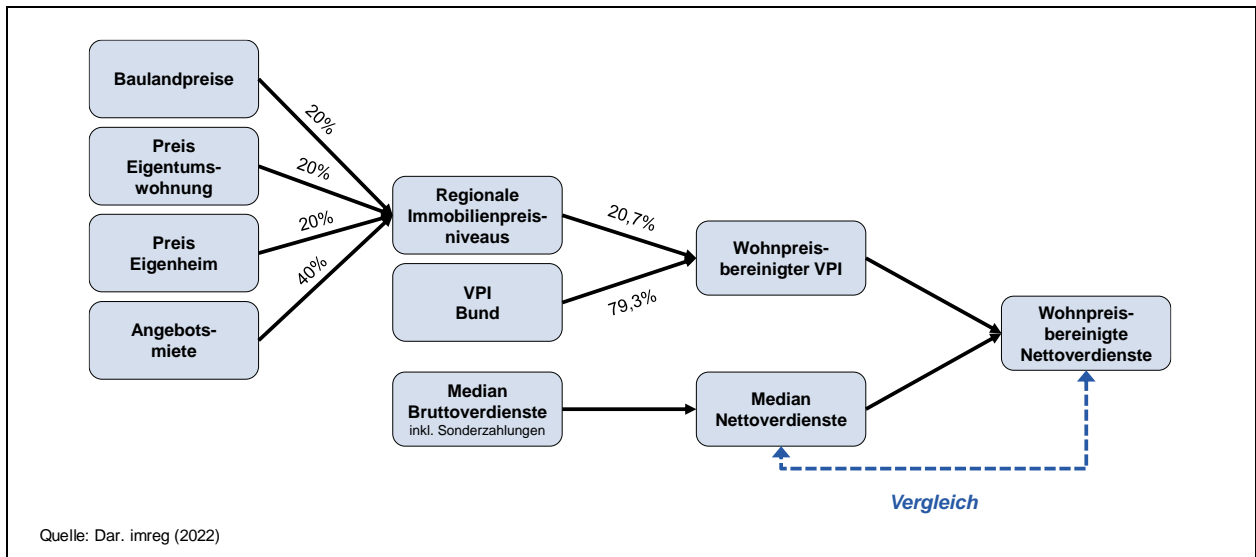 Baulandpreise
20%
Preis
Eigentums-
wohnung
20%
Preis
Eigenheim
20%
Angebots-
miete
40%
Regionale
Immobilienpreis-
niveaus
20,7%
VPI
Bund
79,3%
Wohnpreis-
bereinigter VPI
Median
Bruttoverdienste
inkl. Sonderzahlungen
Median
Nettoverdienste
Wohnpreis-
bereinigte
Nettoverdienste
Vergleich
Quelle: Dar. imreg (2022)